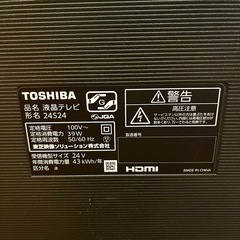 TOSHIBA
品名 液晶テレビ
形名 24S24
JQA
定格電圧 100V~
定格消費電力 39W
定格周波数 50/60 Hz
東芝映像ソリューション株式会社
受信機型サイズ 24 V
年間消費電力量 43 kWh/年
区分名 a
警告
高圧注意
製造番号
HDMI
MADE IN CHINA